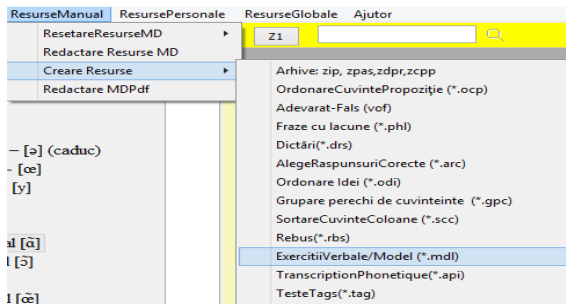 ResurseManual ResursePersonale ResurseGlobale Ajutor
ResetareResurseMD
Redactare Resurse MD
Creare Resurse
Redactare MDPdf
Z1
Arhive: zip, zpas,zdpr,zcpp
OrdonareCuvintePropoziţie (*.ocp)
Adevarat-Fals (vof)
Fraze cu lacune (*.phl)
Dictări(*.drs)
AlegeRaspunsuriCorecte (*.arc)
Ordonare Idei (*.odi)
Grupare perechi de cuvinteinte (*.gpc)
SortareCuvinteColoane (*.scc)
Rebus(*.rbs)
ExercitiiVerbale/Model (*.mdl)
TranscriptionPhonetique(*.api)
TesteTags(*.tag)
– [ə] (caduc)
- [œ]
[y]
al [ɑ̃]
l [ɔ̃]
l [œ]